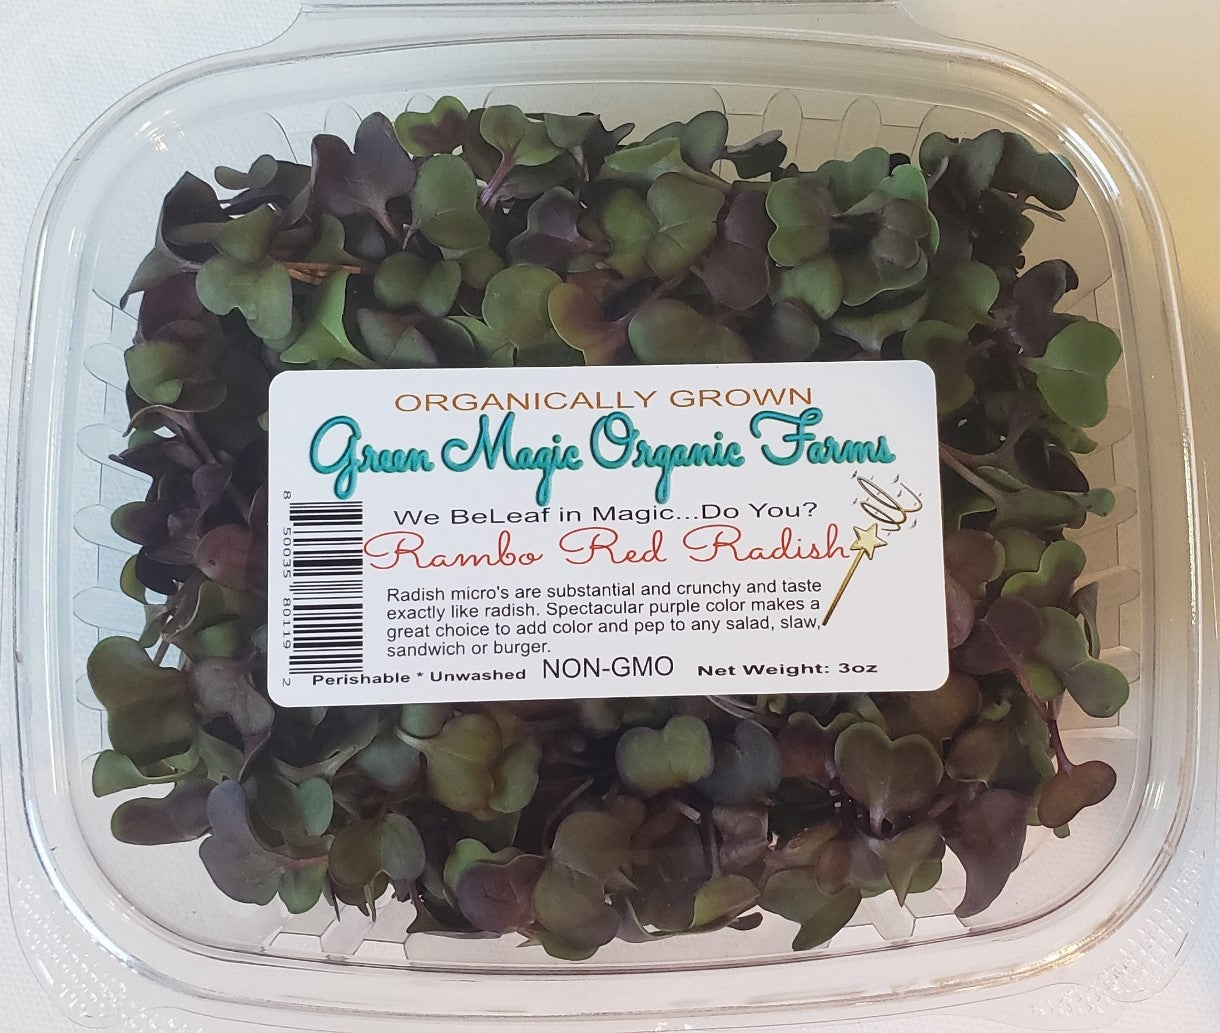 ORGANICALLY GROWN
Green Magic Organic Farms
We BeLeaf in Magic...Do You?
Rambo Red Radish
Radish micro's are substantial and crunchy and taste
exactly like radish. Spectacular purple color makes a
great choice to add color and pep to any salad, slaw,
sandwich or burger.
Perishable * Unwashed NON-GMO Net Weight: 3oz
8 50035 80119 2